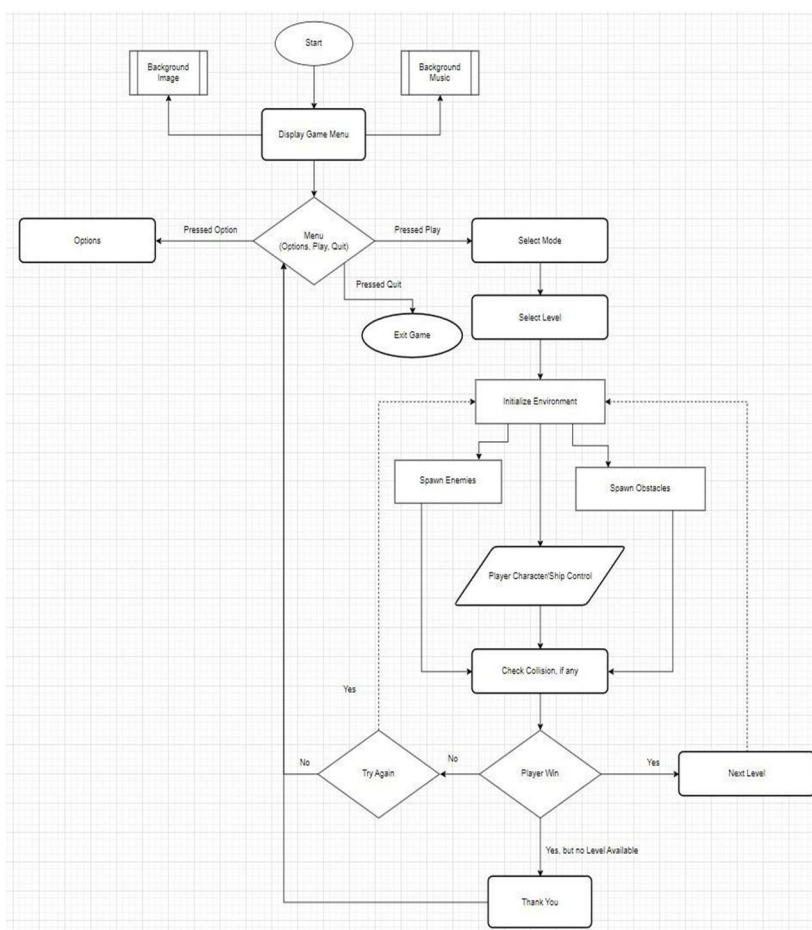 Start
Background
Image
Background
Music
Display Game Menu
Pressed Option
Menu
(Options, Play, Quit)
Pressed Play
Options
Select Mode
Pressed Quit
Select Level
Exit Game
Initialize Environment
Spawn Enemies
Spawn Obstacles
Player Character/Ship Control
Check Collision, if any
Yes
No
Try Again
No
Player Win
Yes
Next Level
Yes, but no Level Available
Thank You